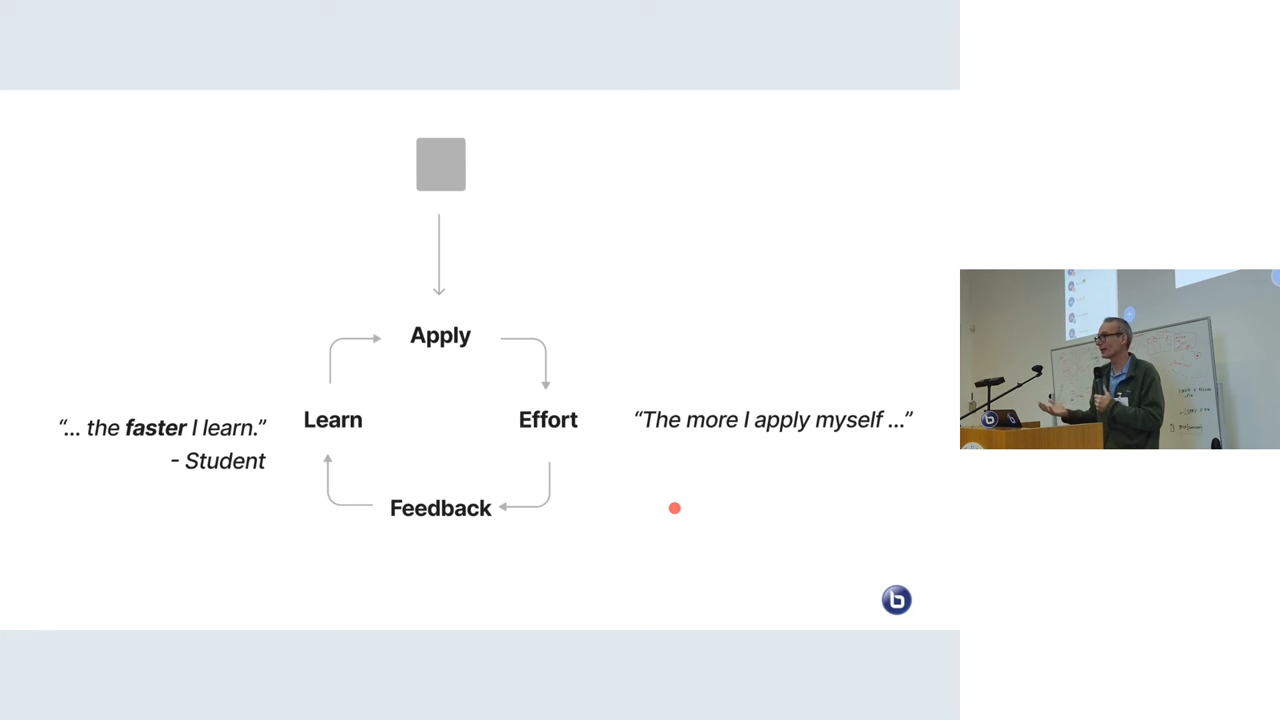 Apply
Learn
Effort
"The more I apply myself ..."
"... the faster I learn."
- Student
Feedback